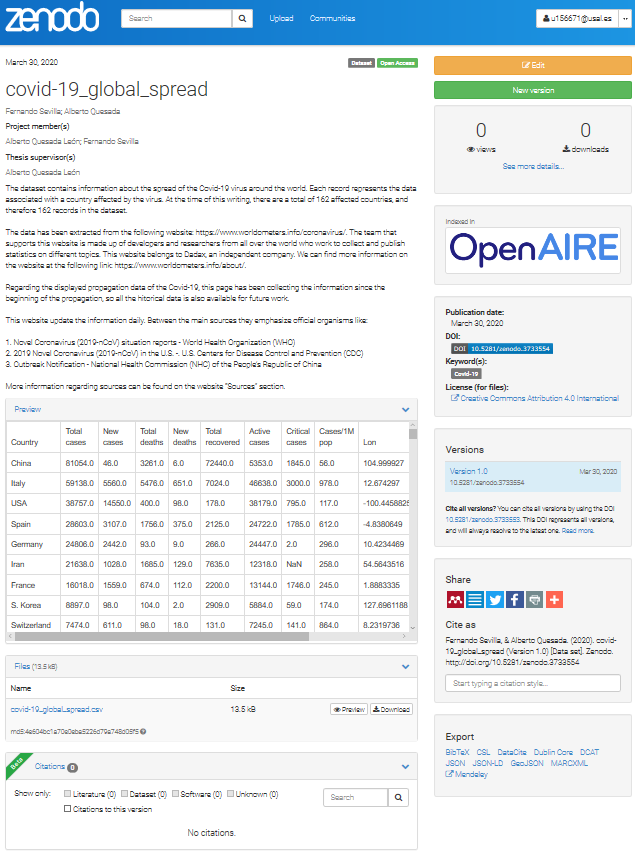 zenodo
Search
Upload
Communities
u156671@usal.es
March 30, 2020
Dataset
Open Access
covid-19_global_spread
Fernando Sevilla; Alberto Quesada
Project member(s)
Alberto Quesada León; Fernando Sevilla
Thesis supervisor(s)
Alberto Quesada León
The dataset contains information about the spread of the Covid-19 virus around the world. Each record represents the data
associated with a country affected by the virus. At the time of this writing, there are a total of 162 affected countries, and
therefore 162 records in the dataset.
The data has been extracted from the following website: https://www.worldometers.info/coronavirus/. The team that
supports this website is made up of developers and researchers from all over the world who work to collect and publish
statistics on different topics. This website belongs to Dadax, an independent company. We can find more information on
the website at the following link: https://www.worldometers.info/about/.
Regarding the displayed propagation data of the Covid-19, this page has been collecting the information since the
beginning of the propagation, so all the hitorical data is also available for future work.
This website update the information daily. Between the main sources they emphasize official organisms like:
1. Novel Coronavirus (2019-nCoV) situation reports - World Health Organization (WHO)
2. 2019 Novel Coronavirus (2019-nCoV) in the U.S. -. U.S. Centers for Disease Control and Prevention (CDC)
3. Outbreak Notification - National Health Commission (NHC) of the People's Republic of China
More information regarding sources can be found on the website "Sources" section.
Preview
Country Total cases New cases Total deaths New deaths Total recovered Active cases Critical cases Cases/1M pop Lon
China 81054.0 46.0 3261.0 6.0 72440.0 5353.0 1845.0 56.0 104.999927
Italy 59138.0 5560.0 5476.0 651.0 7024.0 46638.0 3000.0 978.0 12.674297
USA 38757.0 14550.0 400.0 98.0 178.0 38179.0 795.0 117.0 -100.4458825
Spain 28603.0 3107.0 1756.0 375.0 2125.0 24722.0 1785.0 612.0 -4.8380649
Germany 24806.0 2442.0 93.0 9.0 266.0 24447.0 2.0 296.0 10.4234469
Iran 21638.0 1028.0 1685.0 129.0 7635.0 12318.0 NaN 258.0 54.5643516
France 16018.0 1559.0 674.0 112.0 2200.0 13144.0 1746.0 245.0 1.8883335
S. Korea 8897.0 98.0 104.0 2.0 2909.0 5884.0 59.0 174.0 127.6961188
Switzerland 7474.0 611.0 98.0 18.0 131.0 7245.0 141.0 864.0 8.2319736
Files (13.5 kB)
Name Size
covid-19_global_spread.csv 13.5 kB Preview Download
Beta
Citations 0
Show only: Literature (0) Dataset (0) Software (0) Unknown (0)
Citations to this version
Search
No citations.
Edit
New version
0 0
views downloads
See more details...
Indexed in
OpenAIRE
Publication date:
March 30, 2020
DOI:
DOI 10.5281/zenodo.3733554
Keyword(s):
Covid-19
License (for files):
Creative Commons Attribution 4.0 International
Versions
Version 1.0 Mar 30, 2020
10.5281/zenodo.3733554
Cite all versions? You can cite all versions by using the DOI
10.5281/zenodo.3733553. This DOI represents all versions,
and will always resolve to the latest one. Read more.
Share
Cite as
Fernando Sevilla, & Alberto Quesada. (2020). covid-
19_global_spread (Version 1.0) [Data set]. Zenodo.
http://doi.org/10.5281/zenodo.3733554
Start typing a citation style...
Export
BibTeX CSL DataCite Dublin Core DCAT
JSON JSON-LD GeoJSON MARCXML
Mendeley